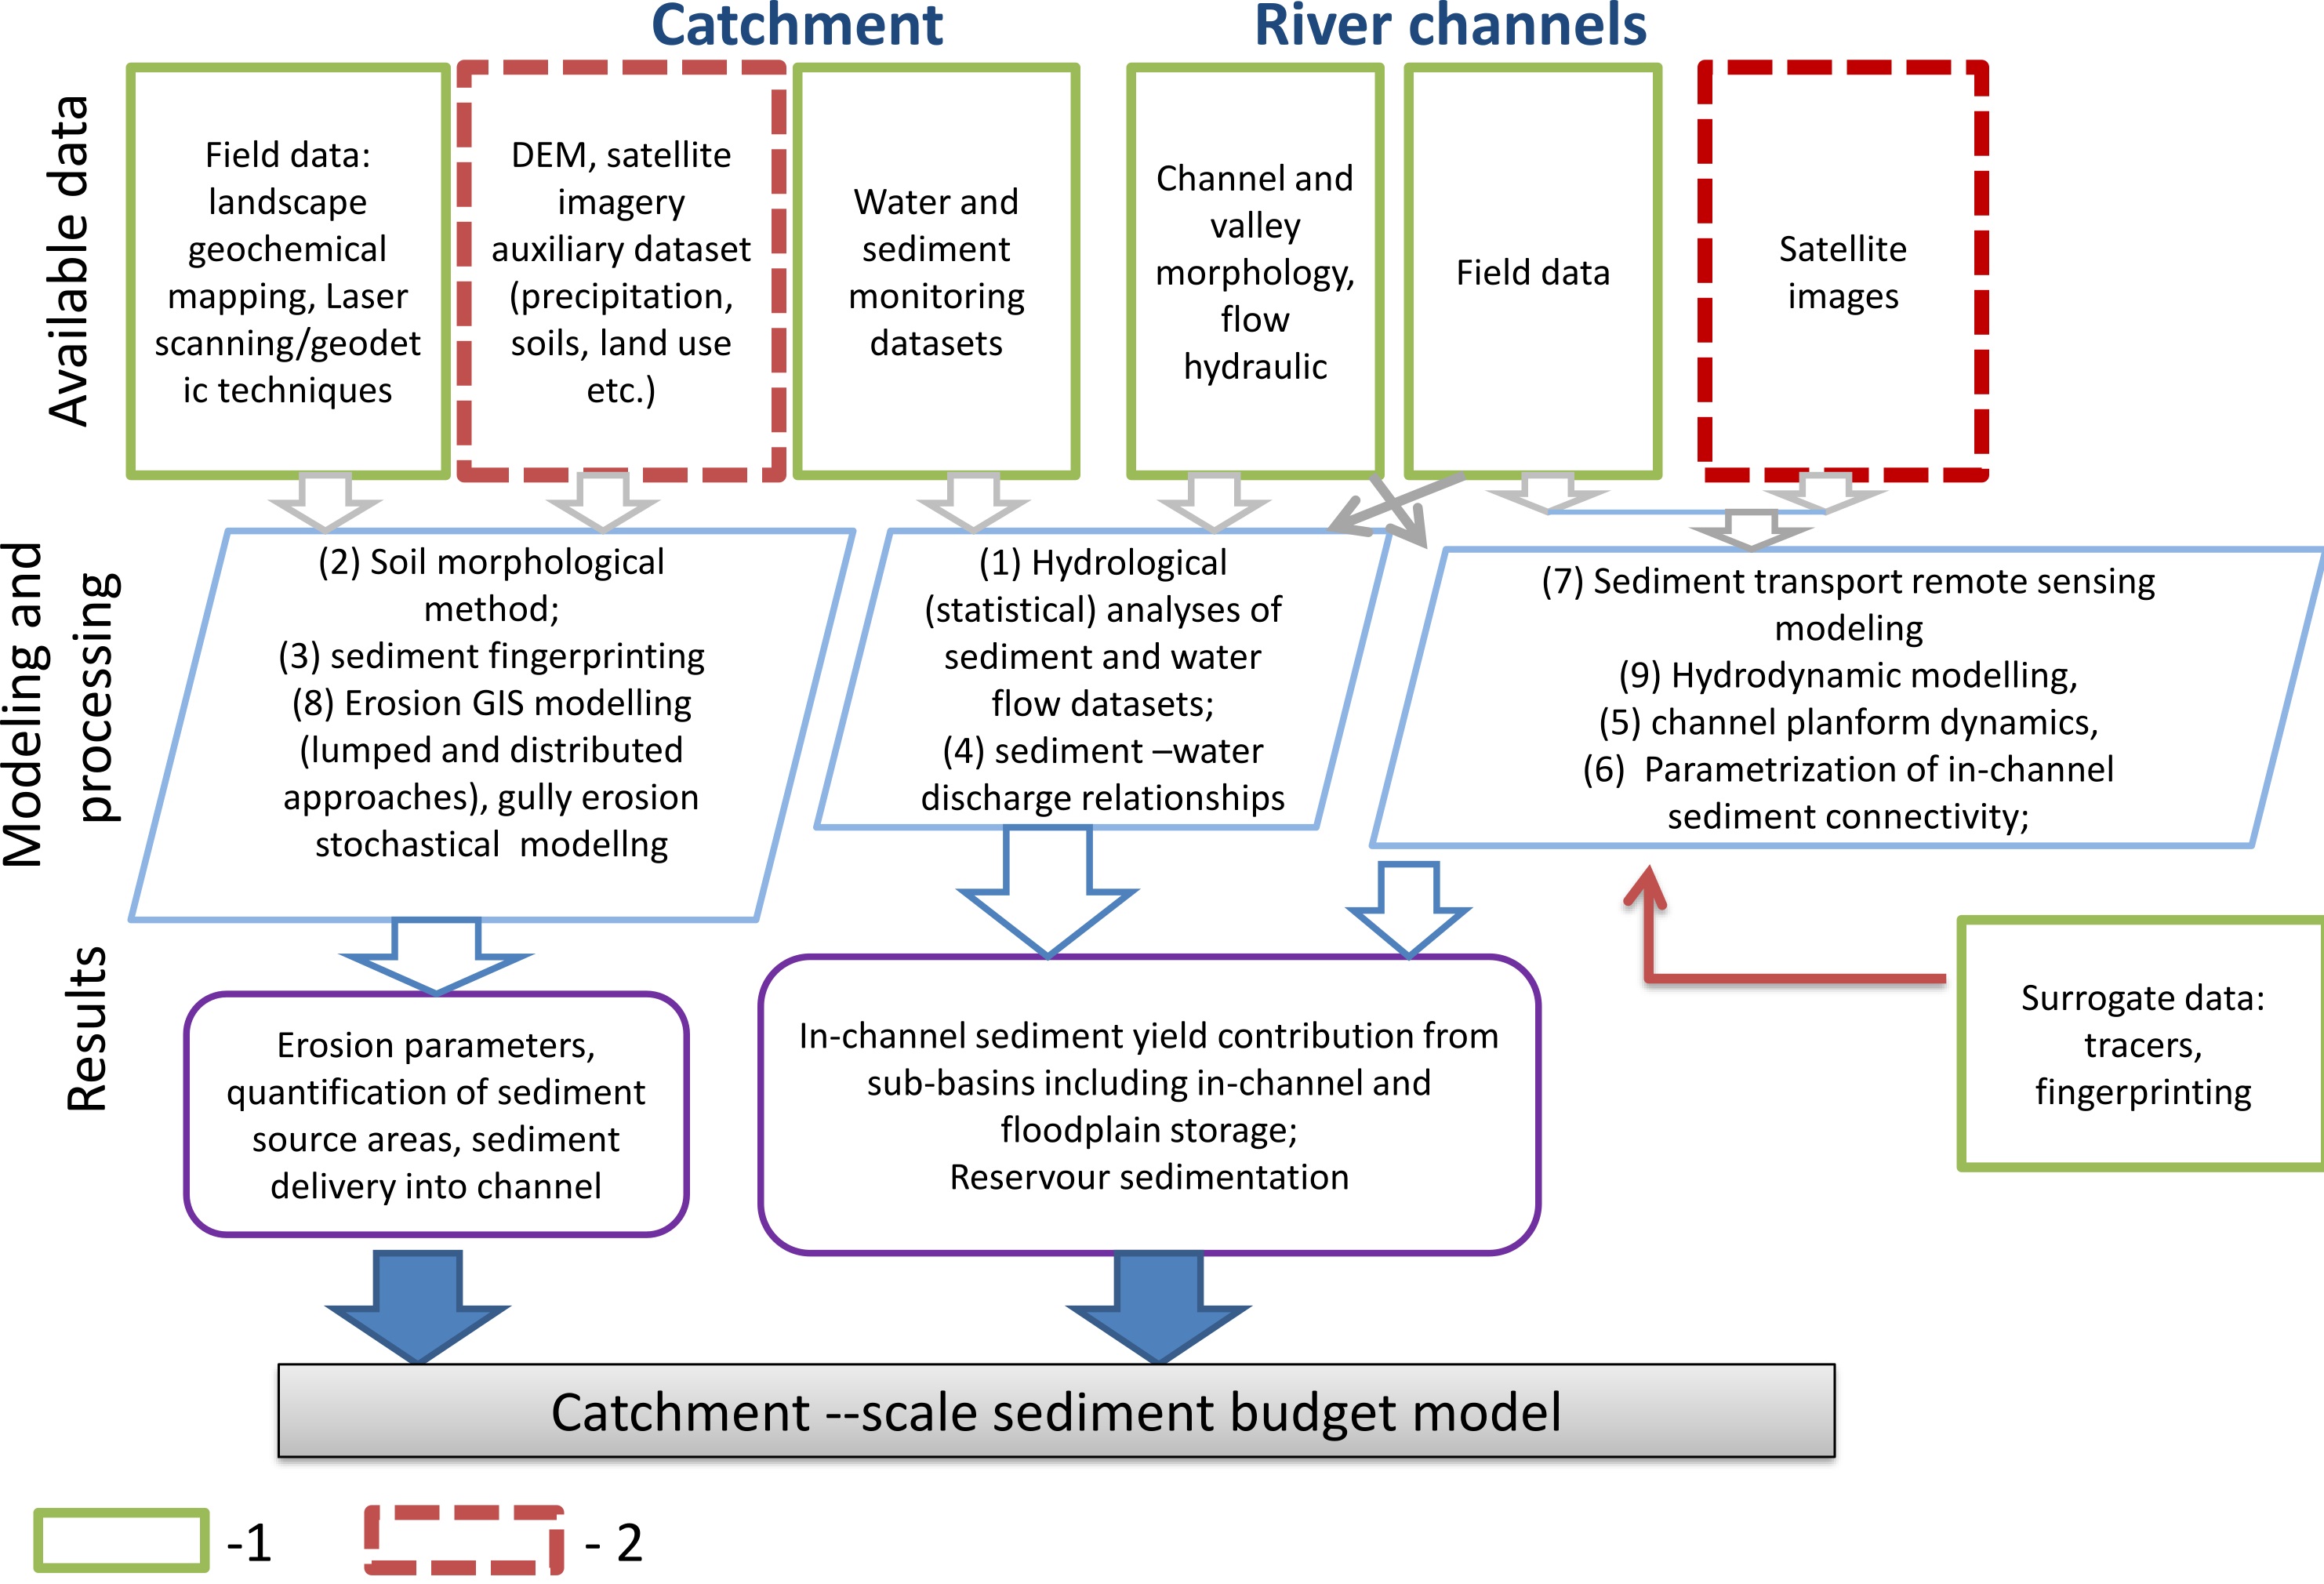 Catchment
River channels
Available data
Field data:
landscape
geochemical
mapping, Laser
scanning/geodet
ic techniques
DEM, satellite
imagery
auxiliary dataset
(precipitation,
soils, land use
etc.)
Water and
sediment
monitoring
datasets
Channel and
valley
morphology,
flow
hydraulic
Field data
Satellite
images
Modeling and
processing
(2) Soil morphological
method;
(3) sediment fingerprinting
(8) Erosion GIS modelling
(lumped and distributed
approaches), gully erosion
stochastical modellng
(1) Hydrological
(statistical) analyses of
sediment and water
flow datasets;
(4) sediment –water
discharge relationships
(7) Sediment transport remote sensing
modeling
(9) Hydrodynamic modelling,
(5) channel planform dynamics,
(6) Parametrization of in-channel
sediment connectivity;
Results
Erosion parameters,
quantification of sediment
source areas, sediment
delivery into channel
In-channel sediment yield contribution from
sub-basins including in-channel and
floodplain storage;
Reservour sedimentation
Surrogate data:
tracers,
fingerprinting
Catchment --scale sediment budget model
-1
- 2